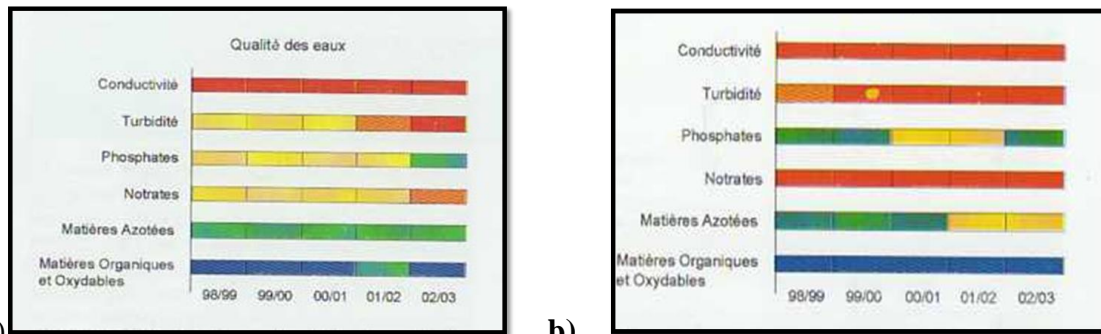 Qualité des eaux
Conductivité
Turbidité
Phosphates
Notrates
Matières Azotées
Matières Organiques
et Oxydables
98/99 99/00 00/01 01/02 02/03
)
b)
Conductivité
Turbidité
Phosphates
Notrates
Matières Azotées
Matières Organiques
et Oxydables
98/99 99/00 00/01 01/02 02/03